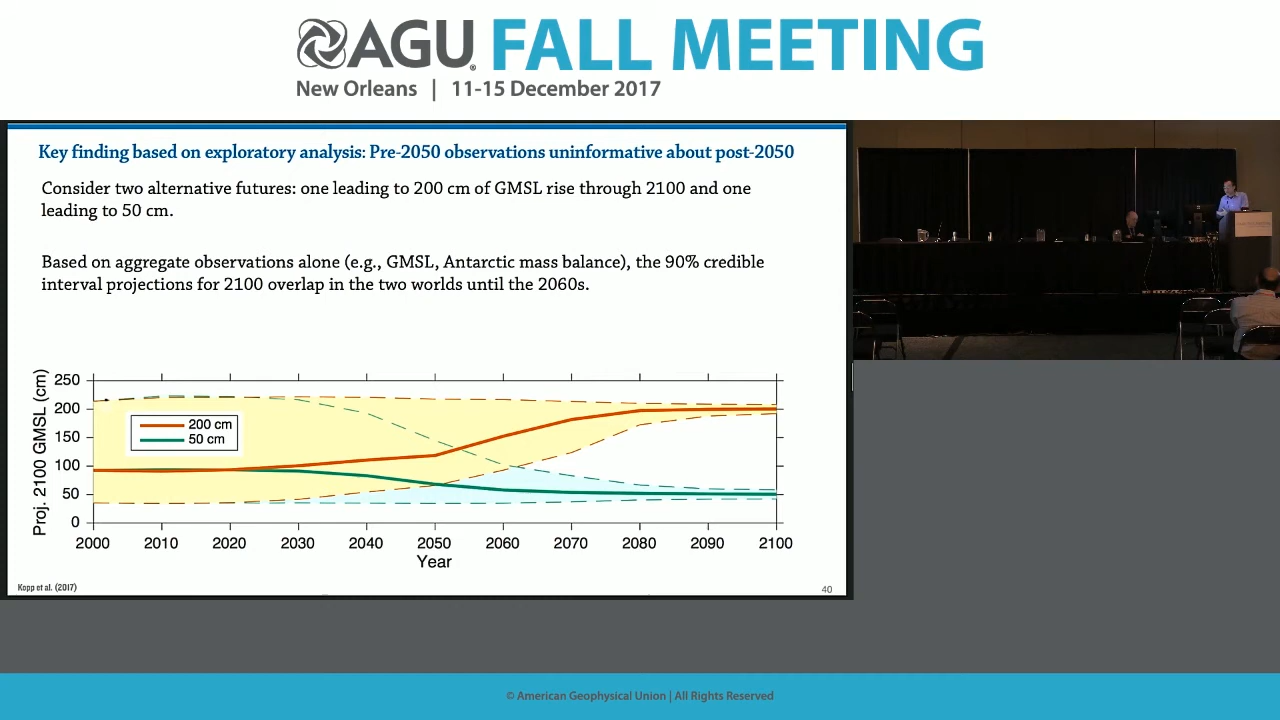 AGU FALL MEETING
New Orleans | 11-15 December 2017
Key finding based on exploratory analysis: Pre-2050 observations uninformative about post-2050
Consider two alternative futures: one leading to 200 cm of GMSL rise through 2100 and one
leading to 50 cm.
Based on aggregate observations alone (e.g., GMSL, Antarctic mass balance), the 90% credible
interval projections for 2100 overlap in the two worlds until the 2060s.
Proj. 2100 GMSL (cm)
250
200
150
100
50
0
200 cm
50 cm
2000 2010 2020 2030 2040 2050 2060 2070 2080 2090 2100
Year
Kopp et al. (2017)
40
© American Geophysical Union | All Rights Reserved